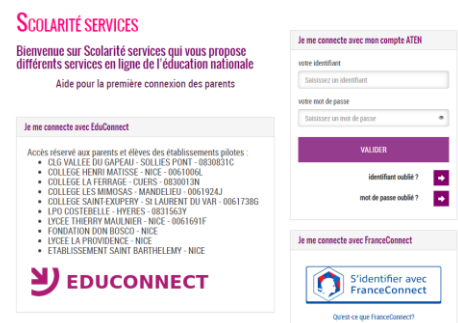 SCOLARITÉ SERVICES
Bienvenue sur Scolarité services qui vous propose
différents services en ligne de l'éducation nationale
Aide pour la première connexion des parents
Je me connecte avec EduConnect
Accès réservé aux parents et élèves des établissements pilotes :
• CLG VALLEE DU GAPEAU - SOLLIES PONT - 0830831C
• COLLEGE HENRI MATISSE - NICE - 0061006L
• COLLEGE LA FERRAGE - CUERS - 0830013N
• COLLEGE LES MIMOSAS - MANDELIEU - 0061924J
• COLLEGE SAINT-EXUPERY - St LAURENT DU VAR - 0061738G
• LPO COSTEBELLE - HYERES - 0831563Y
• LYCEE THIERRY MAULNIER - NICE - 0061691F
• FONDATION DON BOSCO - NICE
• LYCEE LA PROVIDENCE - NICE
• ETABLISSEMENT SAINT BARTHELEMY - NICE
EDUCONNECT
Je me connecte avec mon compte ATEN
votre identifiant
Saisissez un identifiant
votre mot de passe
Saisissez un mot de passe
VALIDER
identifiant oublié ?
mot de passe oublié ?
Je me connecte avec FranceConnect
S'identifier avec
FranceConnect
Qu'est-ce que FranceConnect?